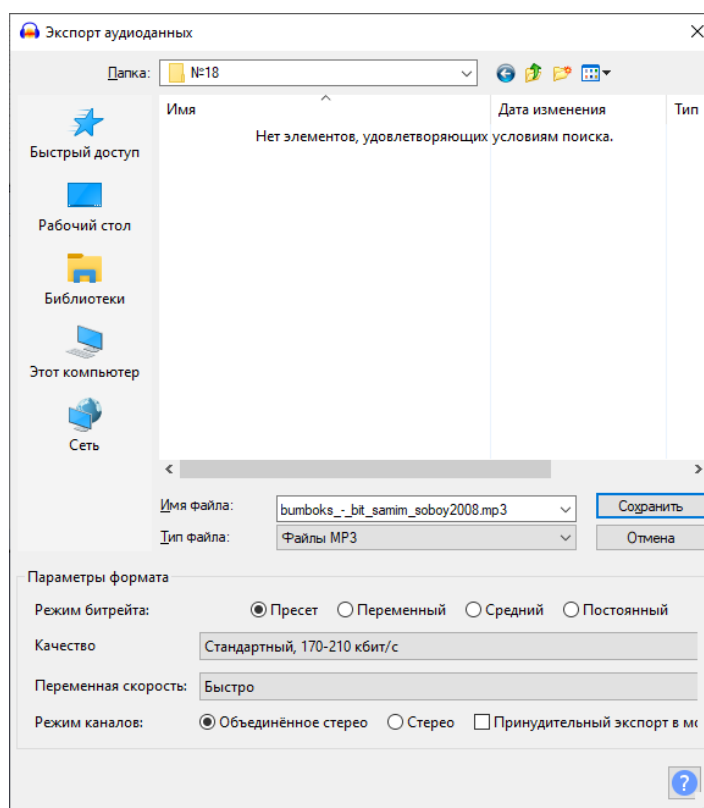 Экспорт аудиоданных
Папка: №18
Имя Дата изменения Тип
Нет элементов, удовлетворяющих условиям поиска.
Быстрый доступ
Рабочий стол
Библиотеки
Этот компьютер
Сеть
Имя файла: bumboks_-_bit_samim_soboy2008.mp3 Сохранить
Тип файла: Файлы MP3 Отмена
Параметры формата
Режим битрейта: Пресет Переменный Средний Постоянный
Качество Стандартный, 170-210 кбит/с
Переменная скорость: Быстро
Режим каналов: Объединённое стерео Стерео Принудительный экспорт в мо
?